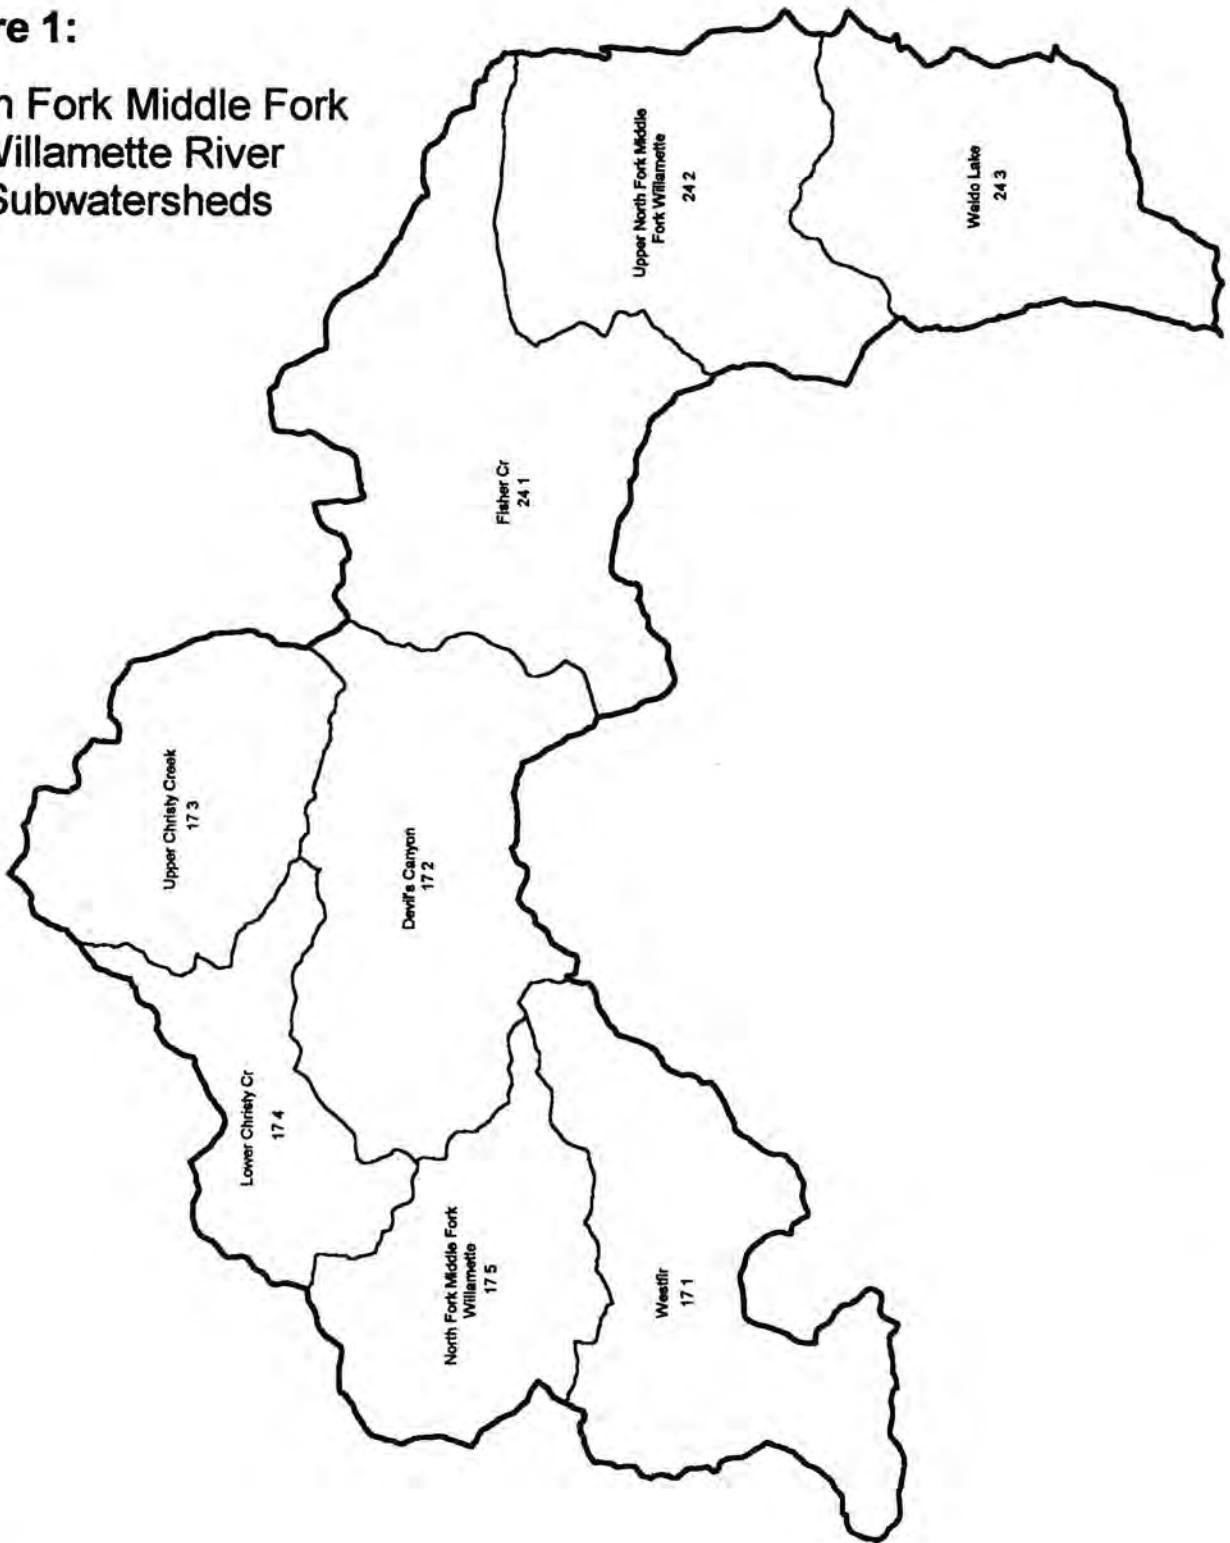 re 1:
n Fork Middle Fork
Willamette River
Subwatersheds
Upper North Fork Middle
Fork Willamette
24 2
Waldo Lake
24 3
Fisher Cr
24 1
Upper Christy Creek
17 3
Devil's Canyon
17 2
Lower Christy Cr
17 4
North Fork Middle Fork
Willamette
17 5
Westfir
17 1